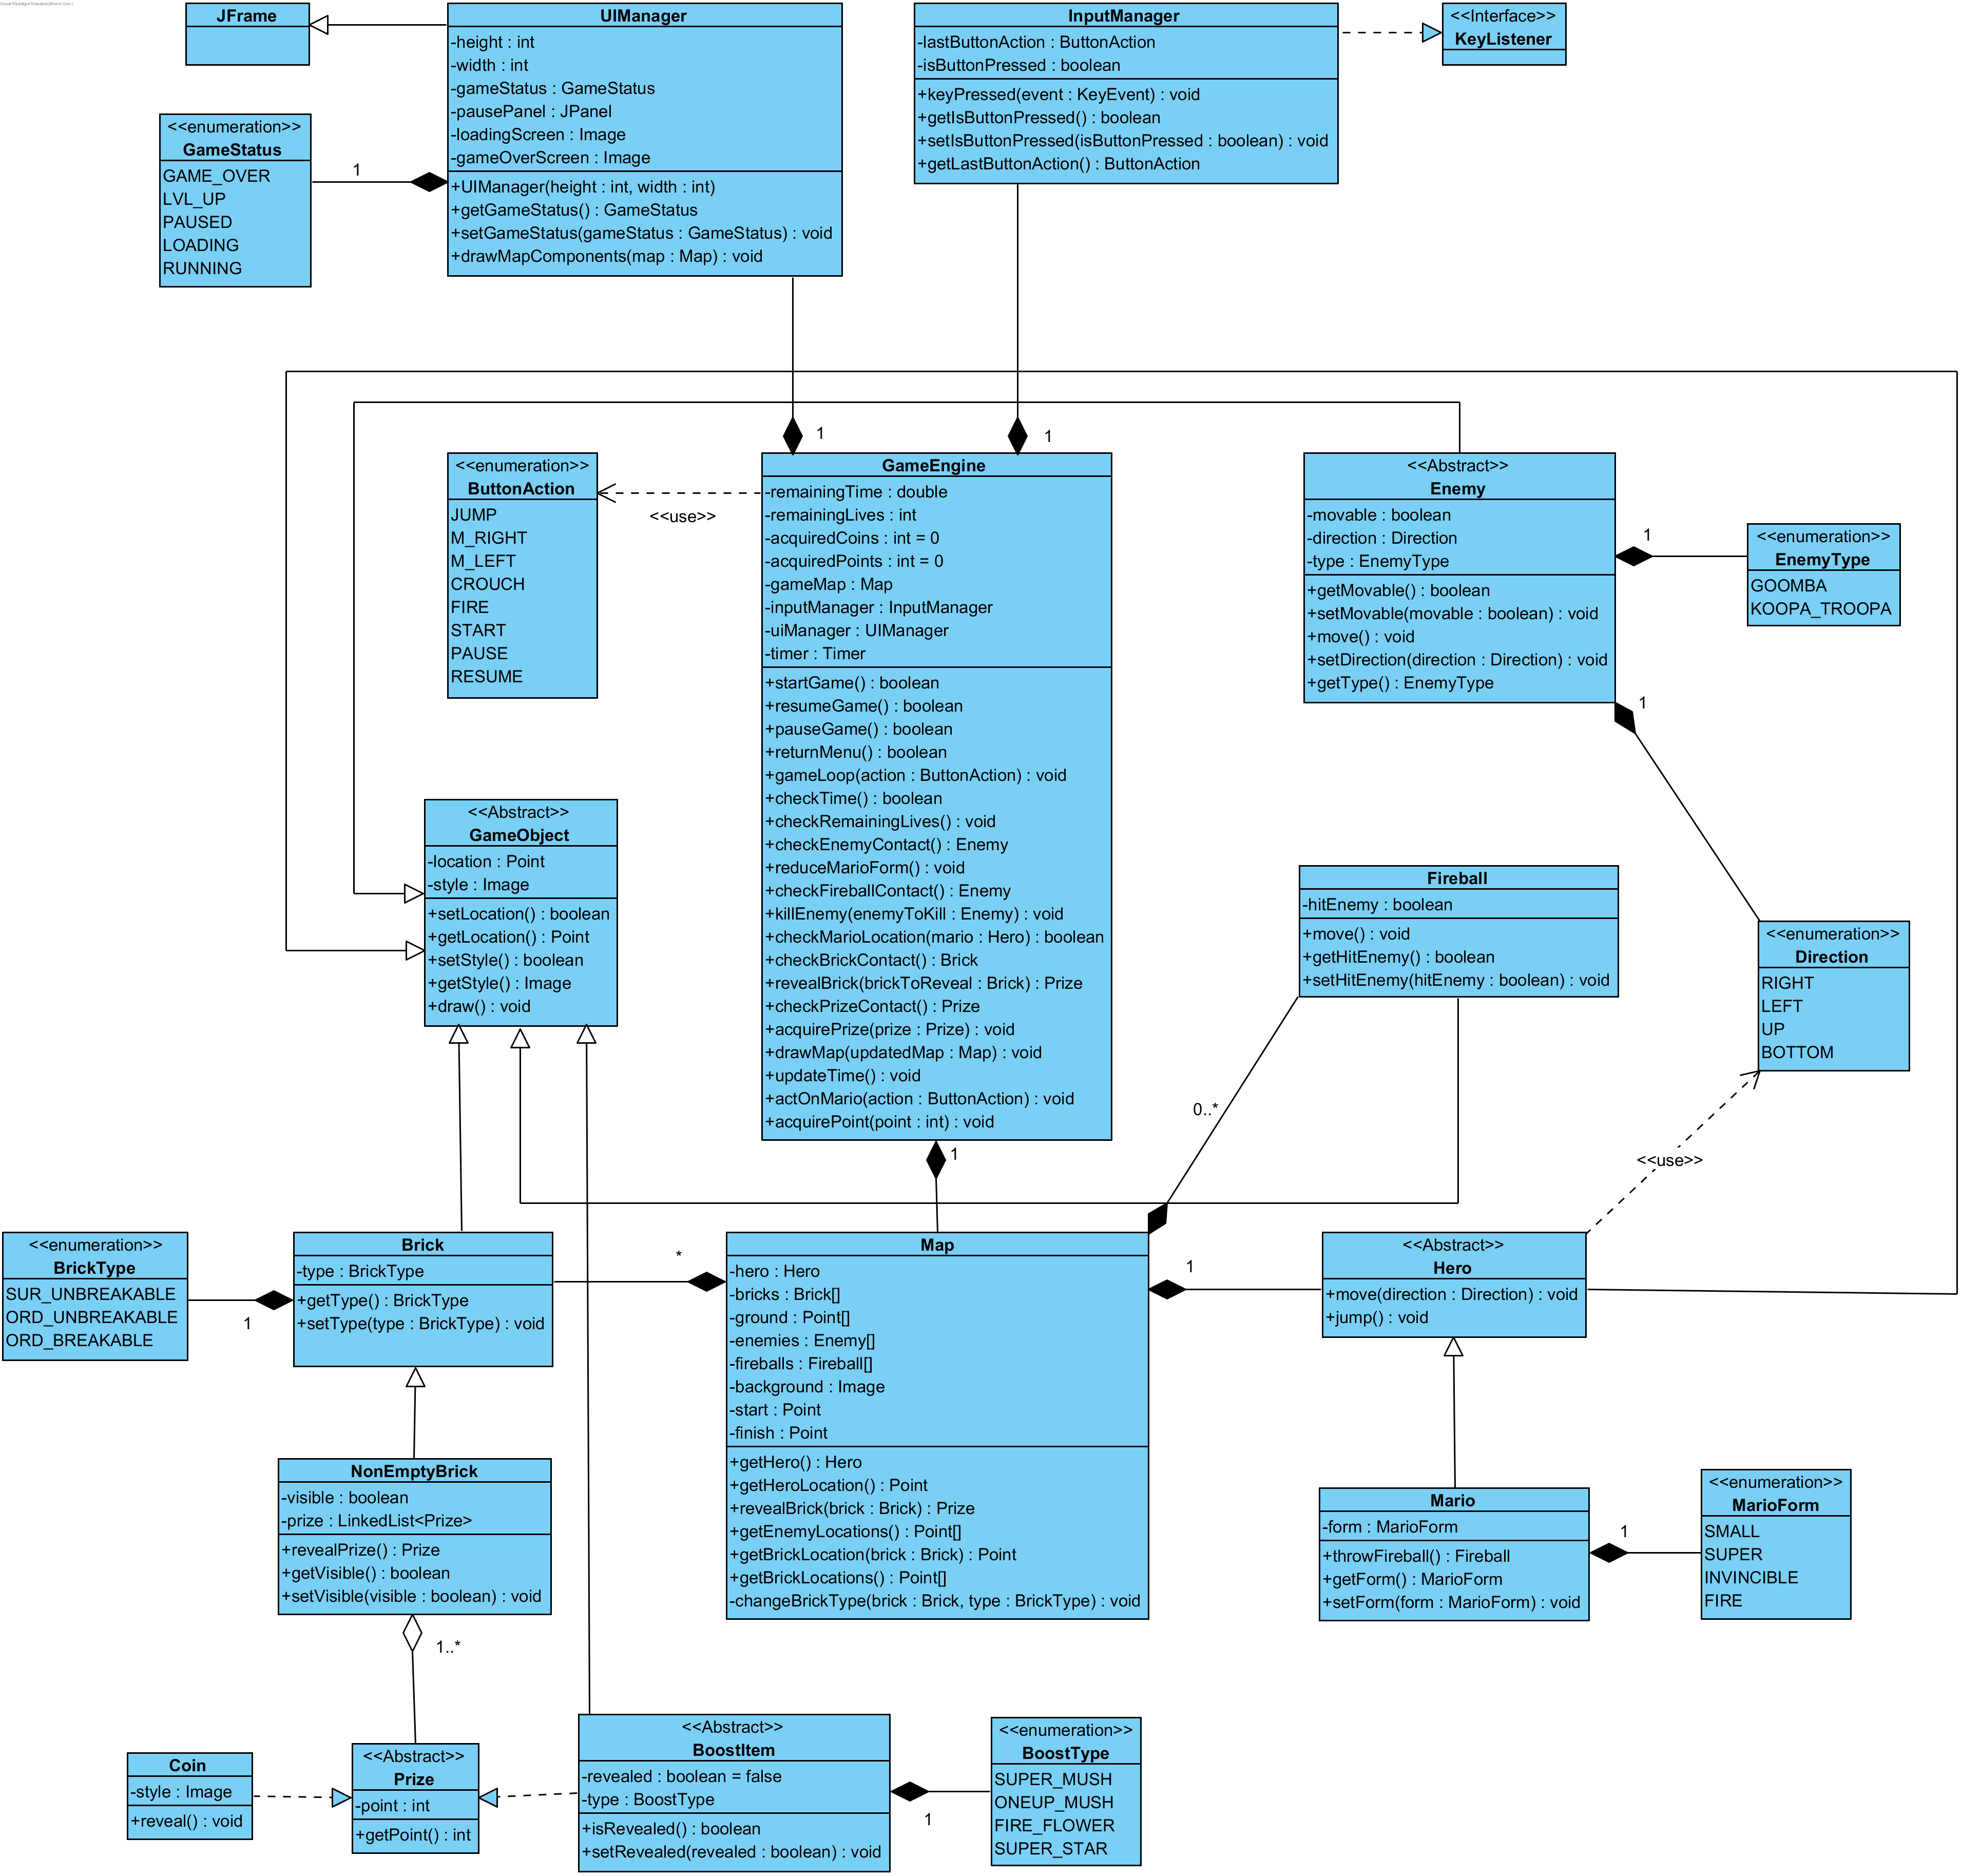 Visual Paradigm Standard(Bilkent Univ.)
JFrame
UIManager
-height : int
-width : int
-gameStatus : GameStatus
-pausePanel : JPanel
-loadingScreen : Image
-gameOverScreen : Image
+UIManager(height : int, width : int)
+getGameStatus() : GameStatus
+setGameStatus(gameStatus : GameStatus) : void
+drawMapComponents(map : Map) : void
InputManager
-lastButtonAction : ButtonAction
-isButtonPressed : boolean
+keyPressed(event : KeyEvent) : void
+getIsButtonPressed() : boolean
+setIsButtonPressed(isButtonPressed : boolean) : void
+getLastButtonAction() : ButtonAction
<<Interface>>
KeyListener
<<enumeration>>
GameStatus
GAME_OVER
LVL_UP
PAUSED
LOADING
RUNNING
1
1
1
<<enumeration>>
ButtonAction
JUMP
M_RIGHT
M_LEFT
CROUCH
FIRE
START
PAUSE
RESUME
<<use>>
GameEngine
-remainingTime : double
-remainingLives : int
-acquiredCoins : int = 0
-acquiredPoints : int = 0
-gameMap : Map
-inputManager : InputManager
-uiManager : UIManager
-timer : Timer
+startGame() : boolean
+resumeGame() : boolean
+pauseGame() : boolean
+returnMenu() : boolean
+gameLoop(action : ButtonAction) : void
+checkTime() : boolean
+checkRemainingLives() : void
+checkEnemyContact() : Enemy
+reduceMarioForm() : void
+checkFireballContact() : Enemy
+killEnemy(enemyToKill : Enemy) : void
+checkMarioLocation(mario : Hero) : boolean
+checkBrickContact() : Brick
+revealBrick(brickToReveal : Brick) : Prize
+checkPrizeContact() : Prize
+acquirePrize(prize : Prize) : void
+drawMap(updatedMap : Map) : void
+updateTime() : void
+actOnMario(action : ButtonAction) : void
+acquirePoint(point : int) : void
1
<<Abstract>>
Enemy
-movable : boolean
-direction : Direction
-type : EnemyType
+getMovable() : boolean
+setMovable(movable : boolean) : void
+move() : void
+setDirection(direction : Direction) : void
+getType() : EnemyType
1
<<enumeration>>
EnemyType
GOOMBA
KOOPA_TROOPA
1
<<Abstract>>
GameObject
-location : Point
-style : Image
+setLocation() : boolean
+getLocation() : Point
+setStyle() : boolean
+getStyle() : Image
+draw() : void
Fireball
-hitEnemy : boolean
+move() : void
+getHitEnemy() : boolean
+setHitEnemy(hitEnemy : boolean) : void
0..*
<<enumeration>>
Direction
RIGHT
LEFT
UP
BOTTOM
<<use>>
<<enumeration>>
BrickType
SUR_UNBREAKABLE
ORD_UNBREAKABLE
ORD_BREAKABLE
1
Brick
-type : BrickType
+getType() : BrickType
+setType(type : BrickType) : void
*
Map
-hero : Hero
-bricks : Brick[]
-ground : Point[]
-enemies : Enemy[]
-fireballs : Fireball[]
-background : Image
-start : Point
-finish : Point
+getHero() : Hero
+getHeroLocation() : Point
+revealBrick(brick : Brick) : Prize
+getEnemyLocations() : Point[]
+getBrickLocation(brick : Brick) : Point
+getBrickLocations() : Point[]
-changeBrickType(brick : Brick, type : BrickType) : void
1
<<Abstract>>
Hero
+move(direction : Direction) : void
+jump() : void
NonEmptyBrick
-visible : boolean
-prize : LinkedList<Prize>
+revealPrize() : Prize
+getVisible() : boolean
+setVisible(visible : boolean) : void
1..*
Mario
-form : MarioForm
+throwFireball() : Fireball
+getForm() : MarioForm
+setForm(form : MarioForm) : void
1
<<enumeration>>
MarioForm
SMALL
SUPER
INVINCIBLE
FIRE
Coin
-style : Image
+reveal() : void
<<Abstract>>
Prize
-point : int
+getPoint() : int
<<Abstract>>
BoostItem
-revealed : boolean = false
-type : BoostType
+isRevealed() : boolean
+setRevealed(revealed : boolean) : void
1
<<enumeration>>
BoostType
SUPER_MUSH
ONEUP_MUSH
FIRE_FLOWER
SUPER_STAR